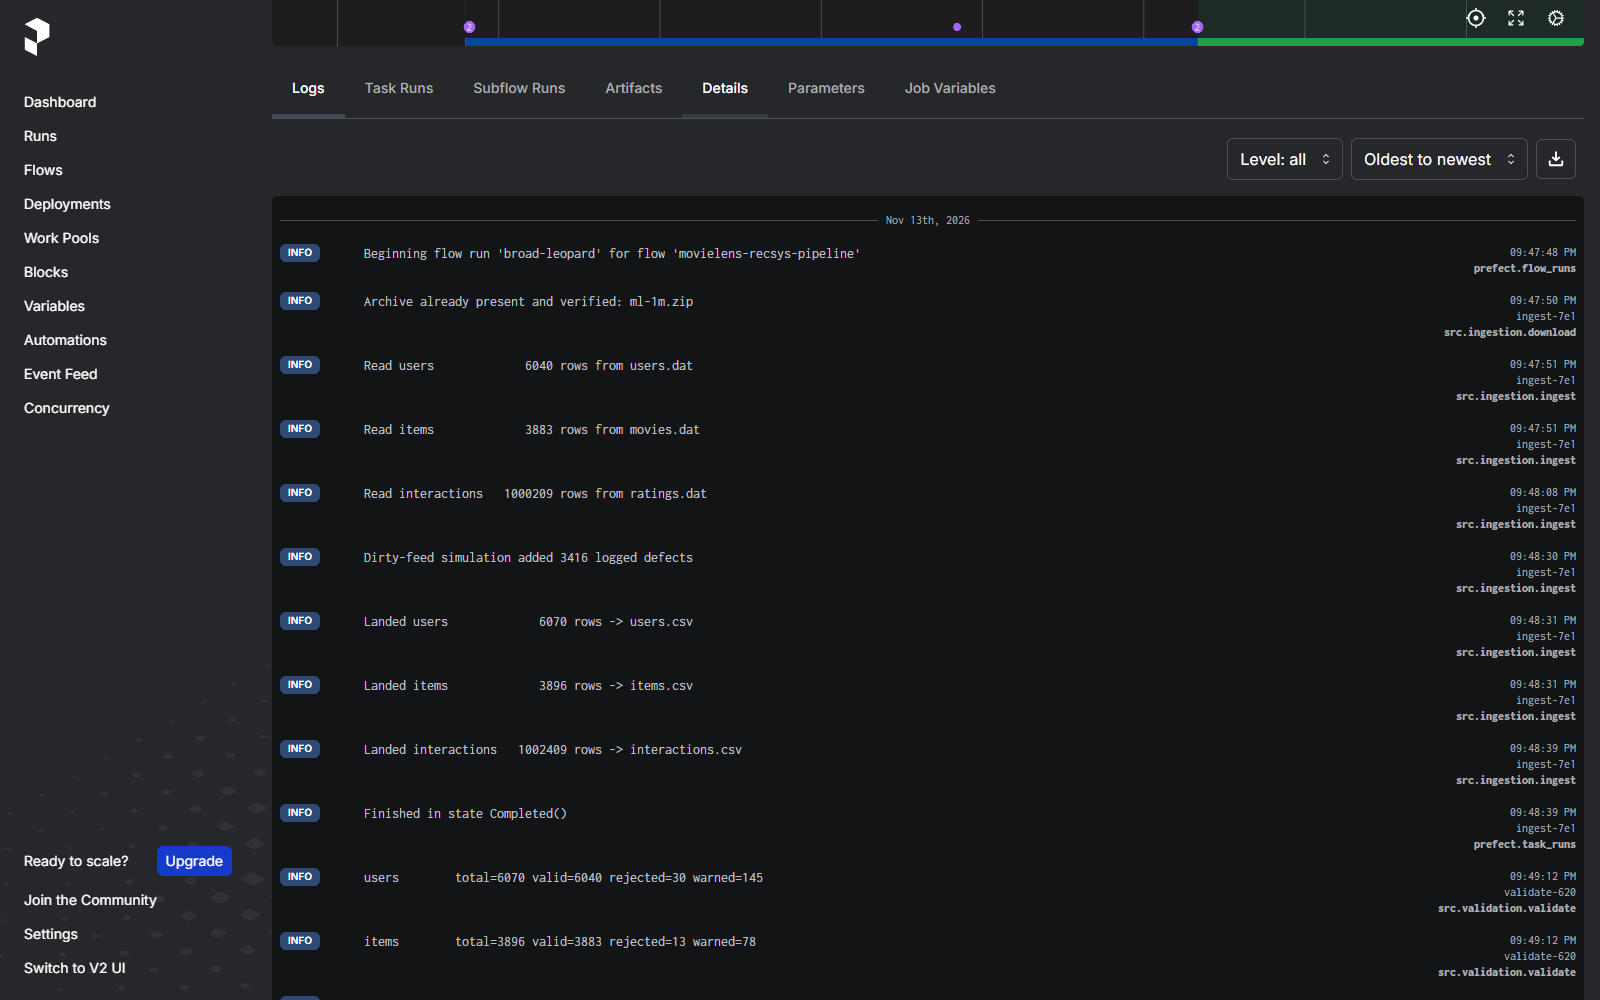 2
2
Dashboard
Runs
Flows
Deployments
Work Pools
Blocks
Variables
Automations
Event Feed
Concurrency
Ready to scale? Upgrade
Join the Community
Settings
Switch to V2 UI
Logs Task Runs Subflow Runs Artifacts Details Parameters Job Variables
Level: all Oldest to newest
Nov 13th, 2026
INFO Beginning flow run 'broad-leopard' for flow 'movielens-recsys-pipeline' 09:47:48 PM
prefect.flow_runs
INFO Archive already present and verified: ml-1m.zip 09:47:50 PM
ingest-7e1
src.ingestion.download
INFO Read users 6040 rows from users.dat 09:47:51 PM
ingest-7e1
src.ingestion.ingest
INFO Read items 3883 rows from movies.dat 09:47:51 PM
ingest-7e1
src.ingestion.ingest
INFO Read interactions 1000209 rows from ratings.dat 09:48:08 PM
ingest-7e1
src.ingestion.ingest
INFO Dirty-feed simulation added 3416 logged defects 09:48:30 PM
ingest-7e1
src.ingestion.ingest
INFO Landed users 6070 rows -> users.csv 09:48:31 PM
ingest-7e1
src.ingestion.ingest
INFO Landed items 3896 rows -> items.csv 09:48:31 PM
ingest-7e1
src.ingestion.ingest
INFO Landed interactions 1002409 rows -> interactions.csv 09:48:39 PM
ingest-7e1
src.ingestion.ingest
INFO Finished in state Completed() 09:48:39 PM
ingest-7e1
prefect.task_runs
INFO users total=6070 valid=6040 rejected=30 warned=145 09:49:12 PM
validate-620
src.validation.validate
INFO items total=3896 valid=3883 rejected=13 warned=78 09:49:12 PM
validate-620
src.validation.validate